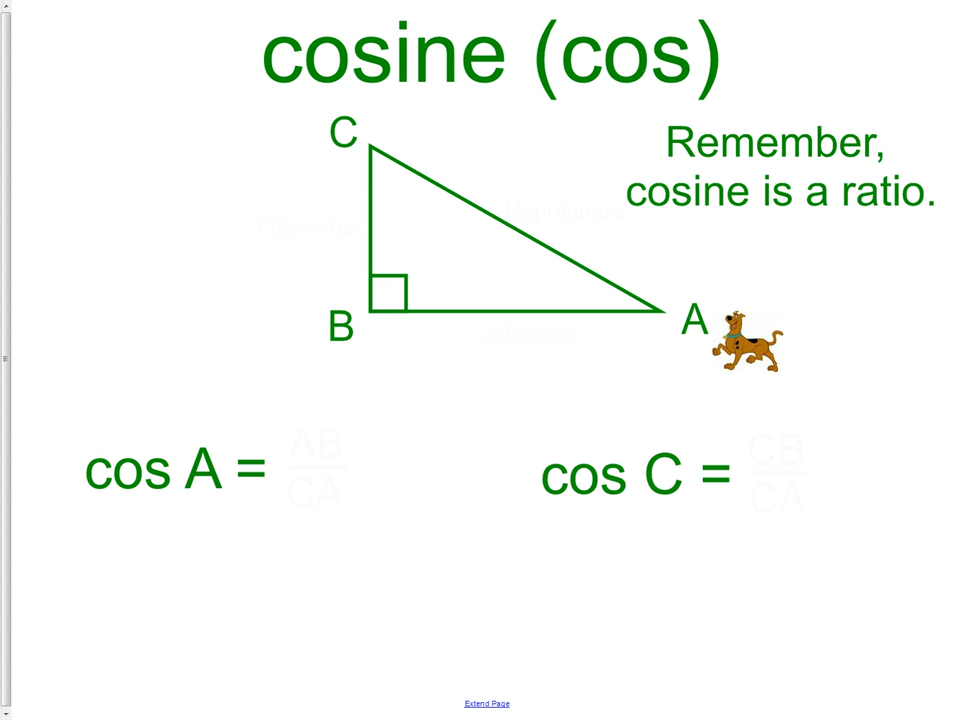 cosine (cos)
C
Remember,
cosine is a ratio.
Opposite
Hypotenuse
B
A
Adjacent
cos A =
AB
CA
cos C =
CB
CA
Extend Page